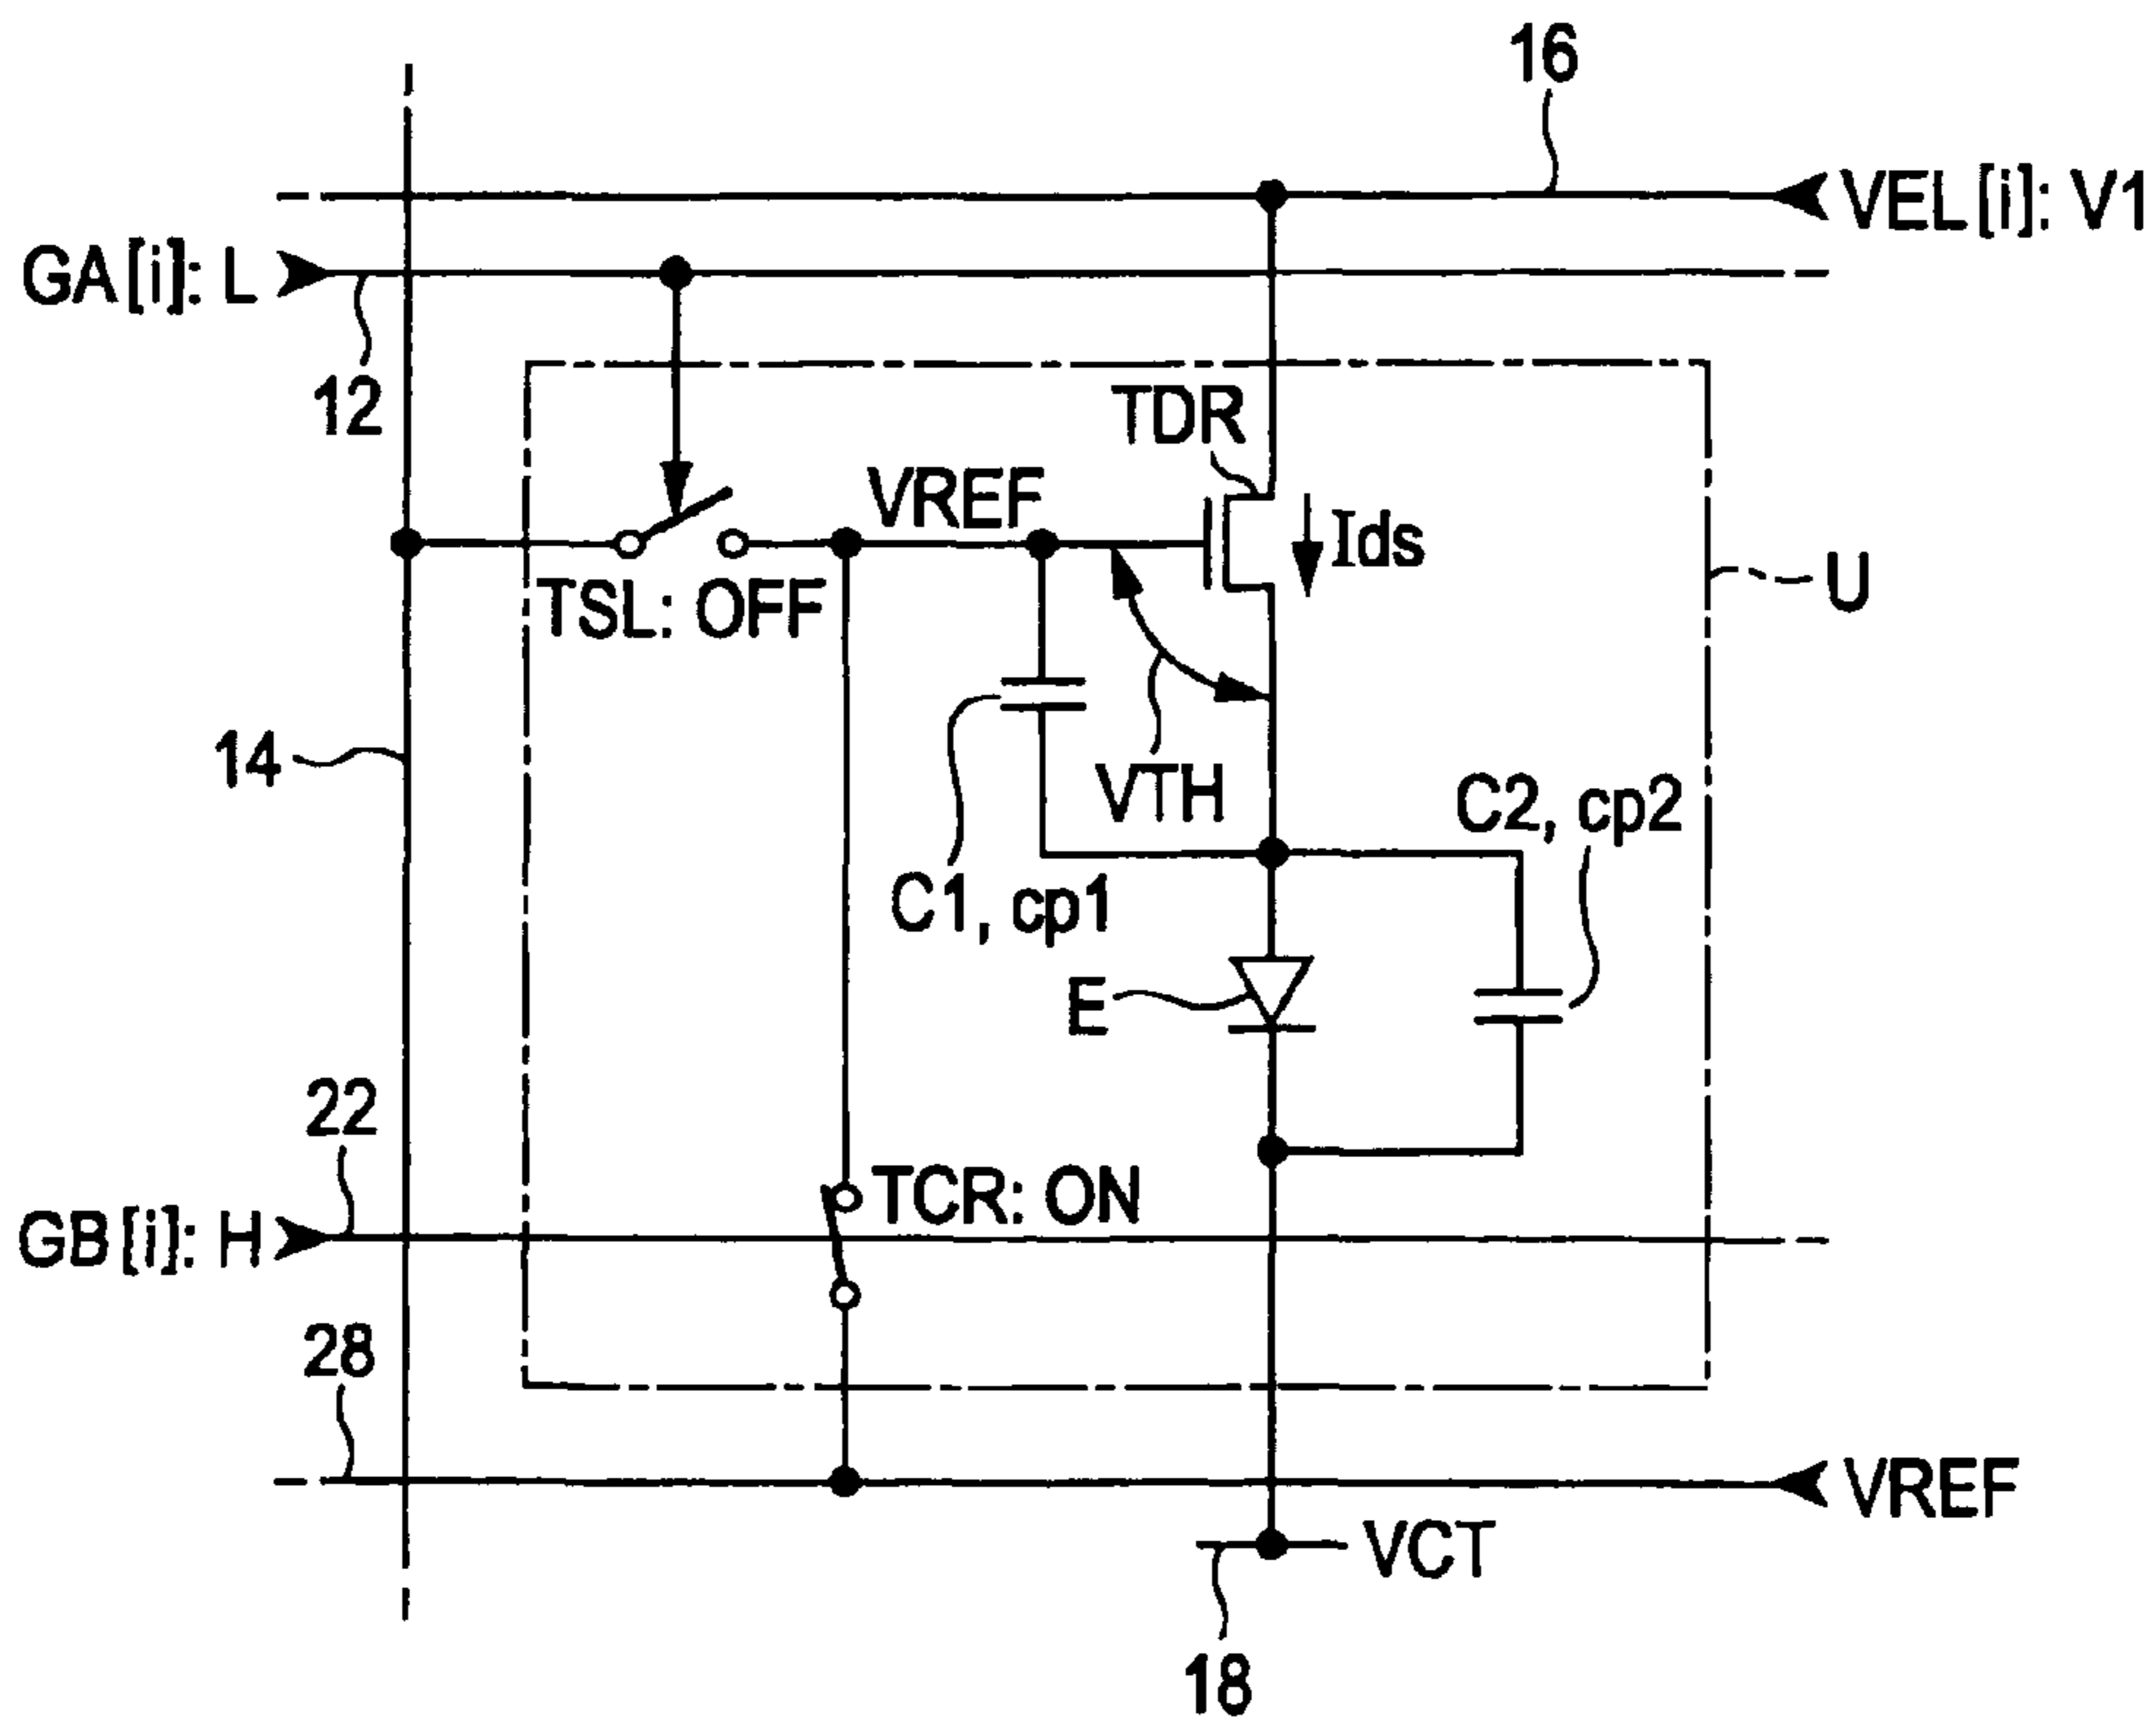 16
VEL[i]: V1
GA[i]: L
12
TDR
VREF
Ids
TSL: OFF
U
14
VTH
C2, cp2
C1, cp1
E
22
TCR: ON
GB[i]: H
28
VREF
VCT
18